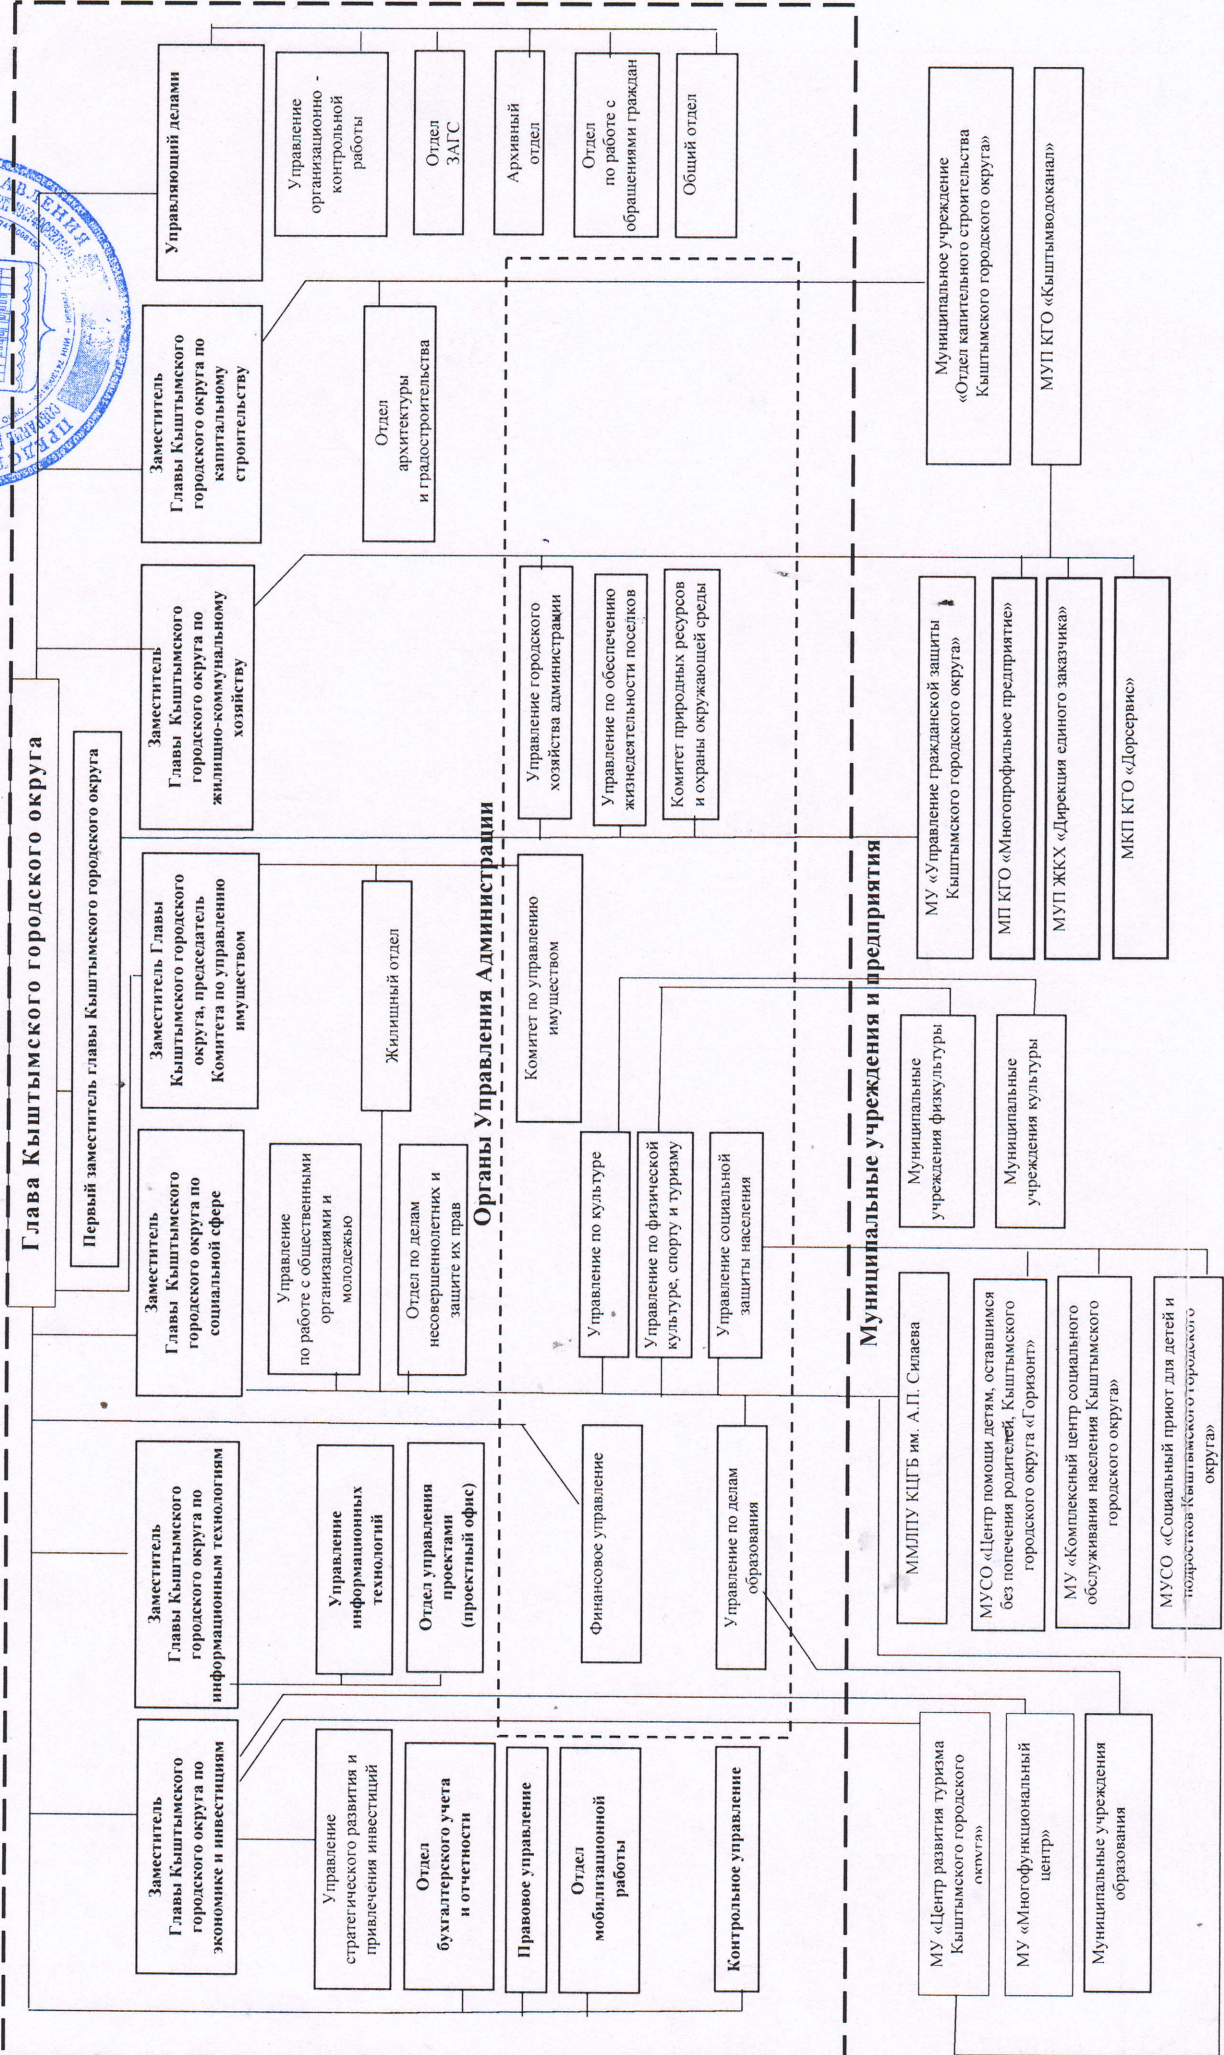 Глава Кыштымского городского округа
Первый заместитель главы Кыштымского городского округа
Заместитель
Главы Кыштымского
городского округа по
экономике и инвестициям
Заместитель
Главы Кыштымского
городского округа по
информационным технологиям
Заместитель
Главы Кыштымского
городского округа по
социальной сфере
Заместитель Главы
Кыштымского городского
округа, председатель
Комитета по управлению
имуществом
Заместитель
Главы Кыштымского
городского округа по
жилищно-коммунальному
хозяйству
Заместитель
Главы Кыштымского
городского округа по
капитальному
строительству
Управляющий делами
Управление
стратегического развития и
привлечения инвестиций
Отдел
бухгалтерского учета
и отчетности
Правовое управление
Отдел
мобилизационной
работы
Контрольное управление
Управление
информационных
технологий
Отдел управления
проектами
(проектный офис)
Управление
по работе с общественными
организациями и
молодежью
Отдел по делам
несовершеннолетних и
защите их прав
Жилищный отдел
Отдел
архитектуры
и градостроительства
Управление
организационно -
контрольной
работы
Отдел
ЗАГС
Архивный
отдел
Отдел
по работе с
обращениями граждан
Общий отдел
Органы Управления Администрации
Финансовое управление
Управление по делам
образования
Управление по культуре
Управление по физической
культуре, спорту и туризму
Управление социальной
защиты населения
Комитет по управлению
имуществом
Управление городского
хозяйства администрации
Управление по обеспечению
жизнедеятельности поселков
Комитет природных ресурсов
и охраны окружающей среды
Муниципальные учреждения и предприятия
МУ «Центр развития туризма
Кыштымского городского
округа»
МУ «Многофункциональный
центр»
Муниципальные учреждения
образования
ММЛПУ КЦГБ им. А.П. Силаева
МУСО «Центр помощи детям, оставшимся
без попечения родителей, Кыштымского
городского округа «Горизонт»
МУ «Комплексный центр социального
обслуживания населения Кыштымского
городского округа»
МУСО «Социальный приют для детей и
подростков Кыштымского городского
округа»
Муниципальные
учреждения физкультуры
Муниципальные
учреждения культуры
МУ «Управление гражданской защиты
Кыштымского городского округа»
МП КГО «Многопрофильное предприятие»
МУП ЖКХ «Дирекция единого заказчика»
МКП КГО «Дорсервис»
Муниципальное учреждение
«Отдел капительного строительства
Кыштымского городского округа»
МУП КГО «Кыштымводоканал»